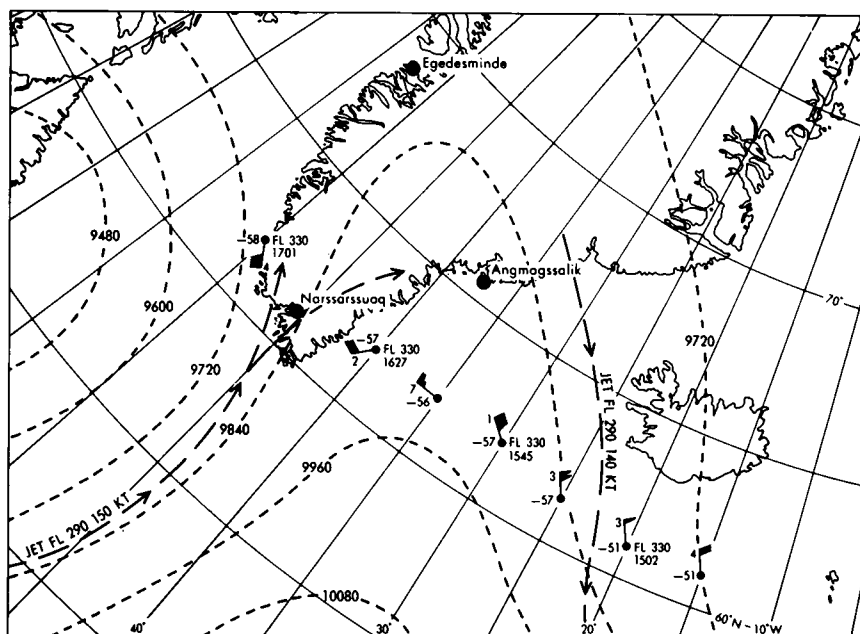 Egedesminde
9480
-58
FL 330
1701
Angmagssalik
Narssarssuaq
70°
9600
-57
FL 330
1627
2
9720
9720
7
-56
JET FL 290 140 KT
9840
1
-57
FL 330
1545
9960
3
-57
JET FL 290 150 KT
3
-51
FL 330
1502
4
-51
10080
40°
30°
20°
60°N -10°W